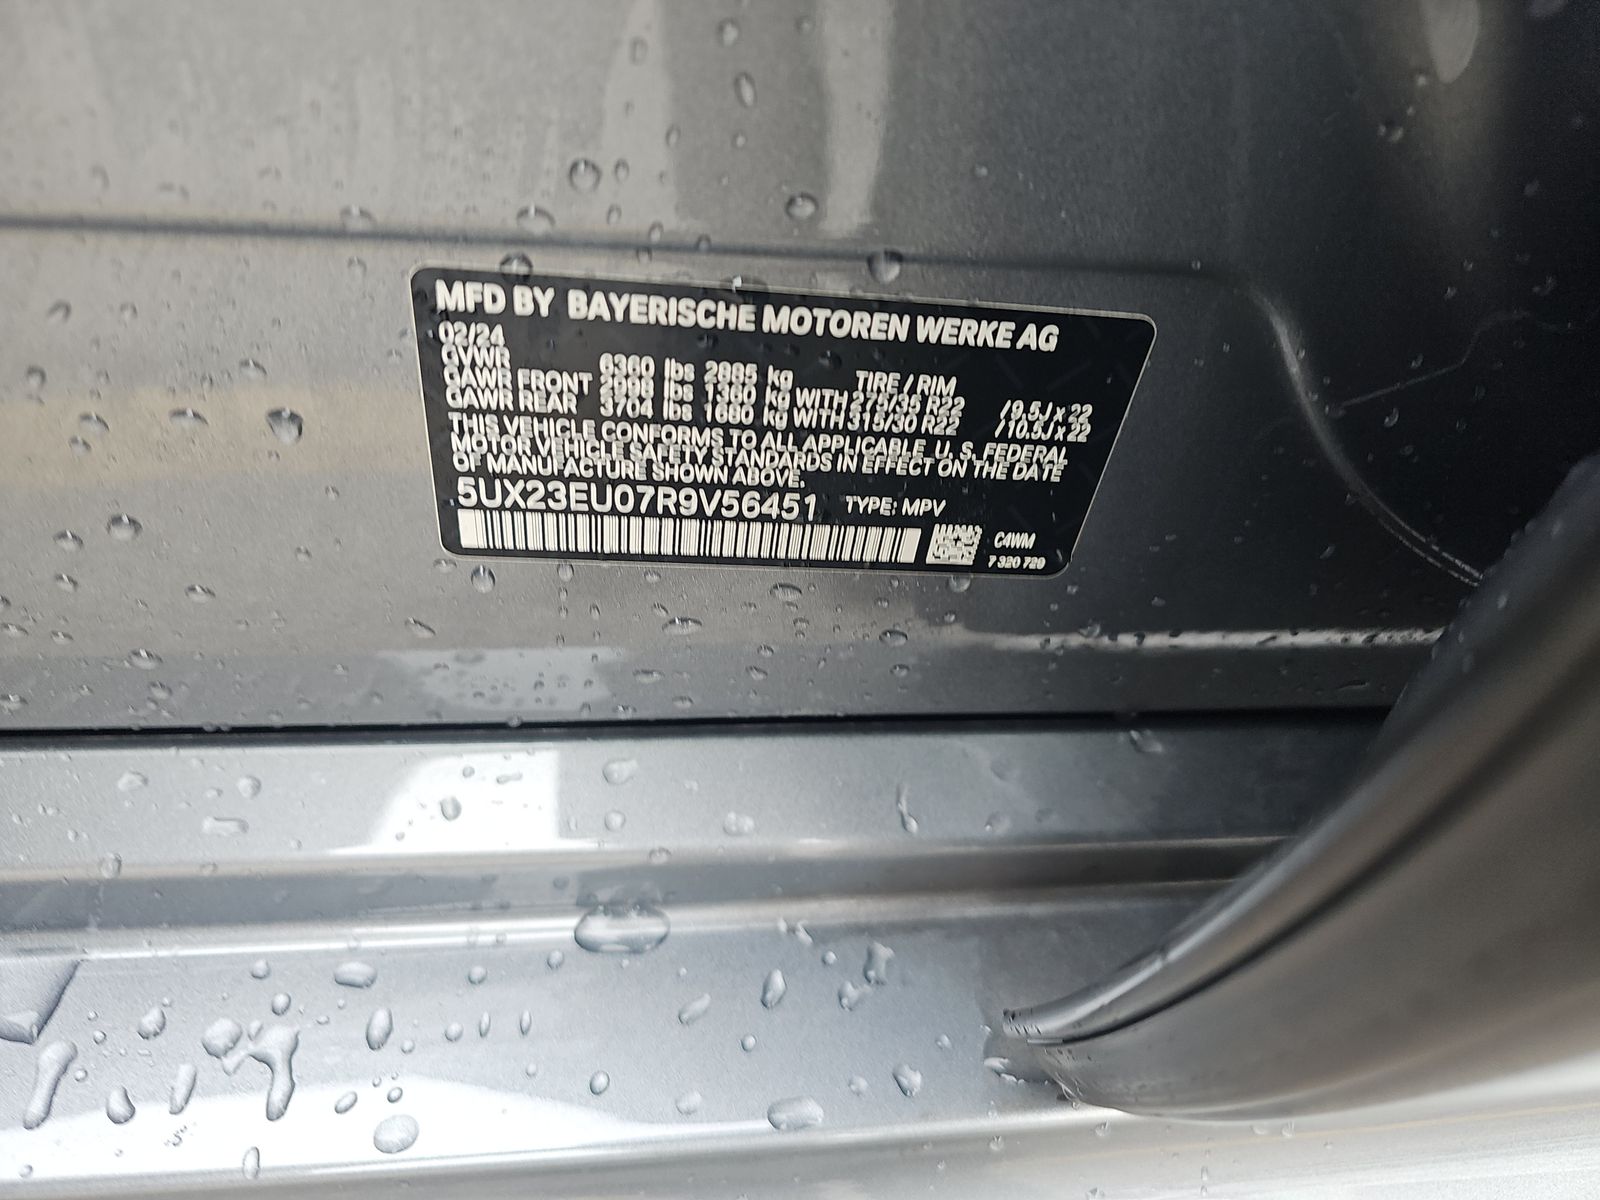 MFD BY BAYERISCHE MOTOREN WERKE AG
02/24
GVWR 6360 lbs 2885 kg TIRE / RIM
GAWR FRONT 2998 lbs 1360 kg WITH 275/35 R22 /9.5J x 22
GAWR REAR 3704 lbs 1680 kg WITH 315/30 R22 /10.5J x 22
THIS VEHICLE CONFORMS TO ALL APPLICABLE U. S. FEDERAL
MOTOR VEHICLE SAFETY STANDARDS IN EFFECT ON THE DATE
OF MANUFACTURE SHOWN ABOVE.
5UX23EU07R9V56451 TYPE: MPV
C4WM
7 320 729